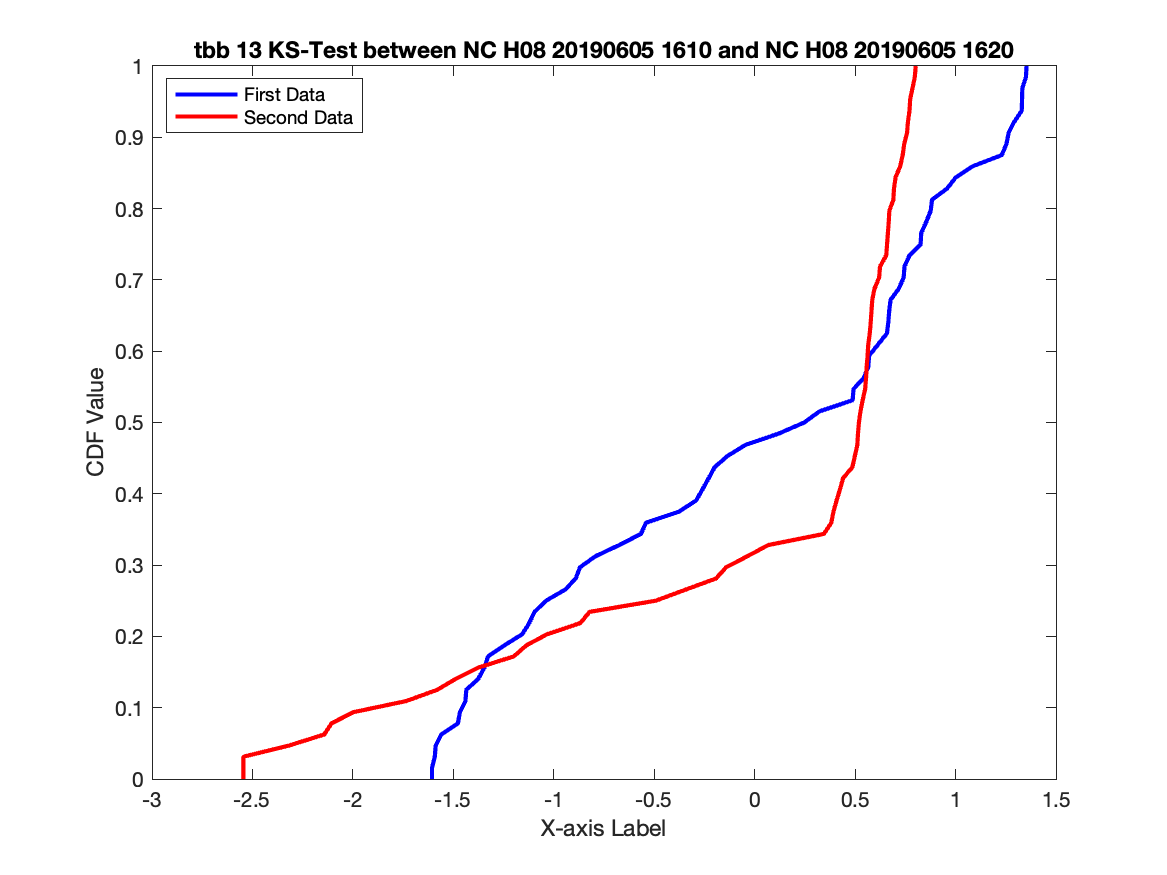 tbb 13 KS-Test between NC H08 20190605 1610 and NC H08 20190605 1620
First Data
Second Data
CDF Value
1
0.9
0.8
0.7
0.6
0.5
0.4
0.3
0.2
0.1
0
-3 -2.5 -2 -1.5 -1 -0.5 0 0.5 1 1.5
X-axis Label